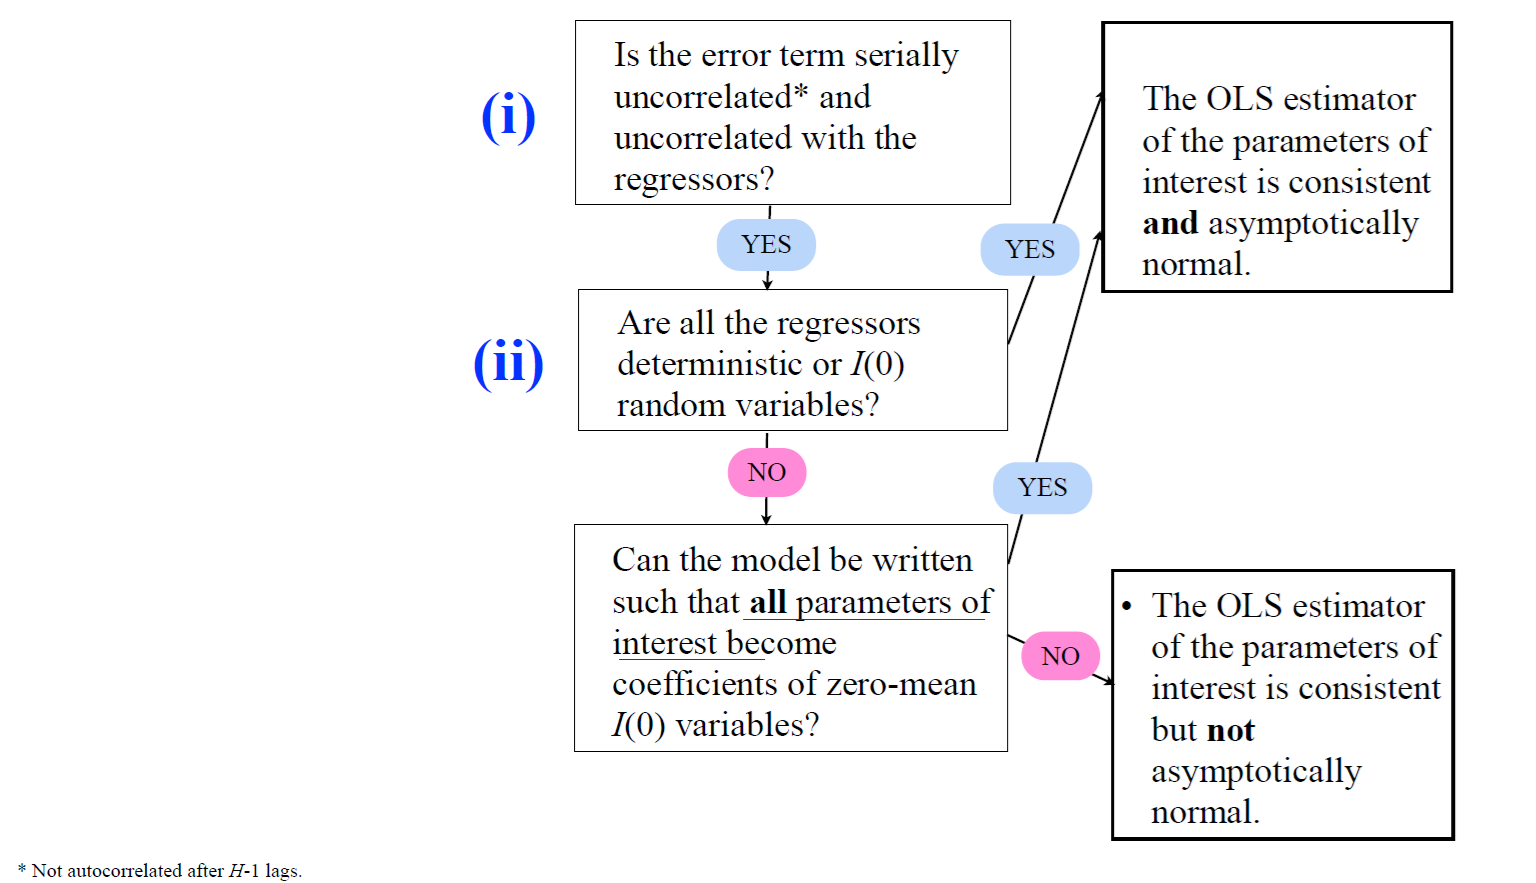 (i)
Is the error term serially
uncorrelated* and
uncorrelated with the
regressors?
YES
(ii)
Are all the regressors
deterministic or I(0)
random variables?
YES
The OLS estimator
of the parameters of
interest is consistent
and asymptotically
normal.
NO
Can the model be written
such that all parameters of
interest become
coefficients of zero-mean
I(0) variables?
YES
NO
• The OLS estimator
of the parameters of
interest is consistent
but not
asymptotically
normal.
* Not autocorrelated after H-1 lags.